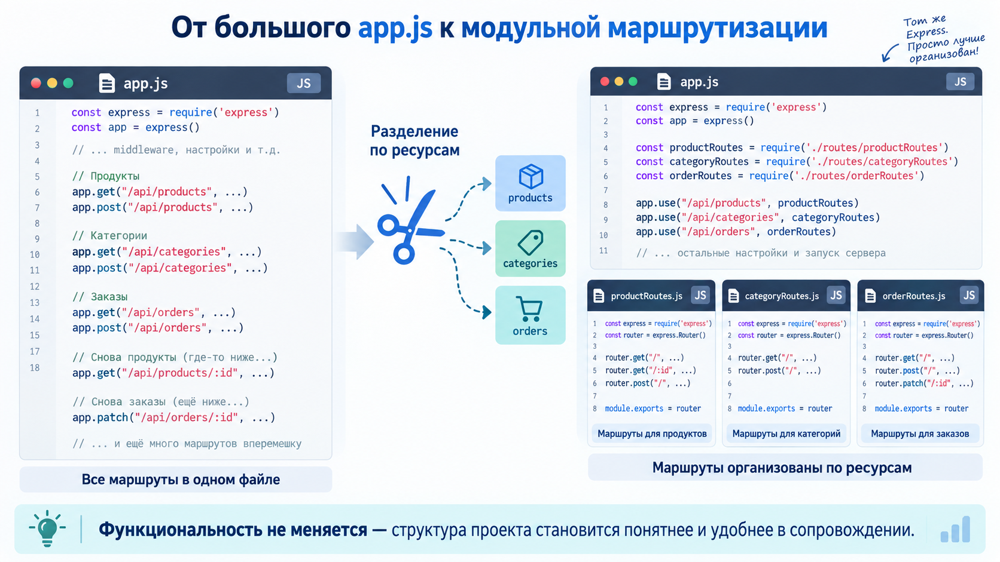 От большого app.js к модульной маршрутизации
Тот же
Express.
Просто лучше
организован!
app.js
JS
1 const express = require('express')
2 const app = express()
3 // ... middleware, настройки и т.д.
4
5 // Продукты
6 app.get("/api/products", ...)
7 app.post("/api/products", ...)
8
9 // Категории
10 app.get("/api/categories", ...)
11 app.post("/api/categories", ...)
12
13 // Заказы
14 app.get("/api/orders", ...)
15 app.post("/api/orders", ...)
17 // Снова продукты (где-то ниже...)
18 app.get("/api/products/:id", ...)
// Снова заказы (ещё ниже...)
app.patch("/api/orders/:id", ...)
// ... и ещё много маршрутов вперемешку
Все маршруты в одном файле
Разделение
по ресурсам
products
categories
orders
app.js
JS
1 const express = require('express')
2 const app = express()
3
4 const productRoutes = require('./routes/productRoutes')
5 const categoryRoutes = require('./routes/categoryRoutes')
6 const orderRoutes = require('./routes/orderRoutes')
7
8 app.use("/api/products", productRoutes)
9 app.use("/api/categories", categoryRoutes)
10 app.use("/api/orders", orderRoutes)
11 // ... остальные настройки и запуск сервера
productRoutes.js
JS
1 const express = require('express')
2 const router = express.Router()
3
4 router.get("/", ...)
5 router.get("/:id", ...)
6 router.post("/", ...)
7
8 module.exports = router
Маршруты для продуктов
categoryRoutes.js
JS
1 const express = require('express')
2 const router = express.Router()
3
4 router.get("/", ...)
5 router.post("/", ...)
6
7
8 module.exports = router
Маршруты для категорий
orderRoutes.js
JS
1 const express = require('express')
2 const router = express.Router()
3
4 router.get("/", ...)
5 router.post("/", ...)
6 router.patch("/:id", ...)
7
8 module.exports = router
Маршруты для заказов
Маршруты организованы по ресурсам
Функциональность не меняется — структура проекта становится понятнее и удобнее в сопровождении.